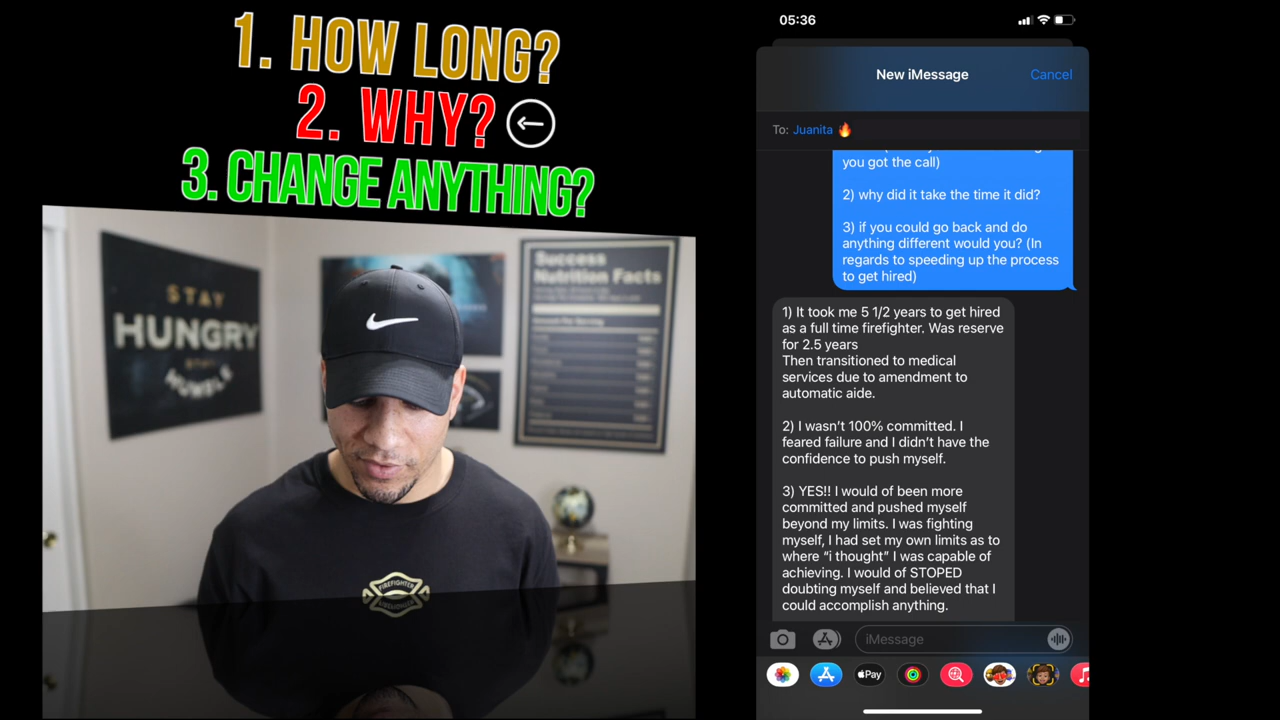 1. HOW LONG?
2. WHY?
3. CHANGE ANYTHING?
STAY
HUNGRY
STAY
HUMBLE
Success
Nutrition Facts
FIREFIGHTER
05:36
New iMessage
Cancel
To: Juanita 🔥
you got the call)
2) why did it take the time it did?
3) if you could go back and do
anything different would you? (In
regards to speeding up the process
to get hired)
1) It took me 5 1/2 years to get hired
as a full time firefighter. Was reserve
for 2.5 years
Then transitioned to medical
services due to amendment to
automatic aide.
2) I wasn’t 100% committed. I
feared failure and I didn’t have the
confidence to push myself.
3) YES!! I would of been more
committed and pushed myself
beyond my limits. I was fighting
myself, I had set my own limits as to
where “i thought” I was capable of
achieving. I would of STOPED
doubting myself and believed that I
could accomplish anything.
iMessage
Pay